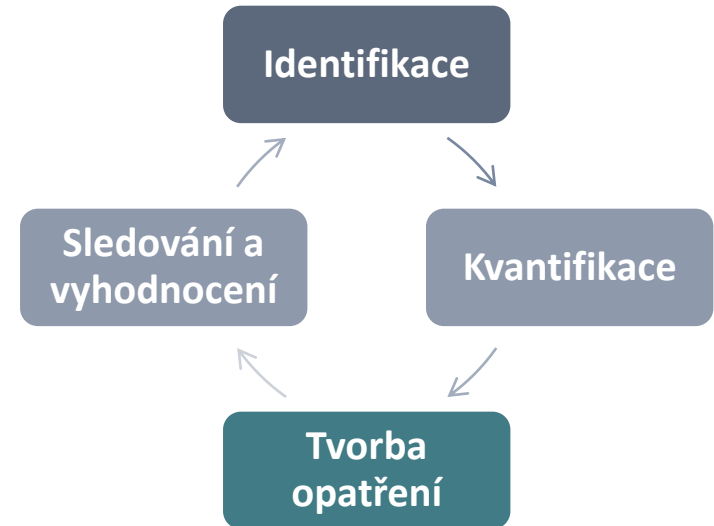 Identifikace
Kvantifikace
Tvorba
opatření
Sledování a
vyhodnocení